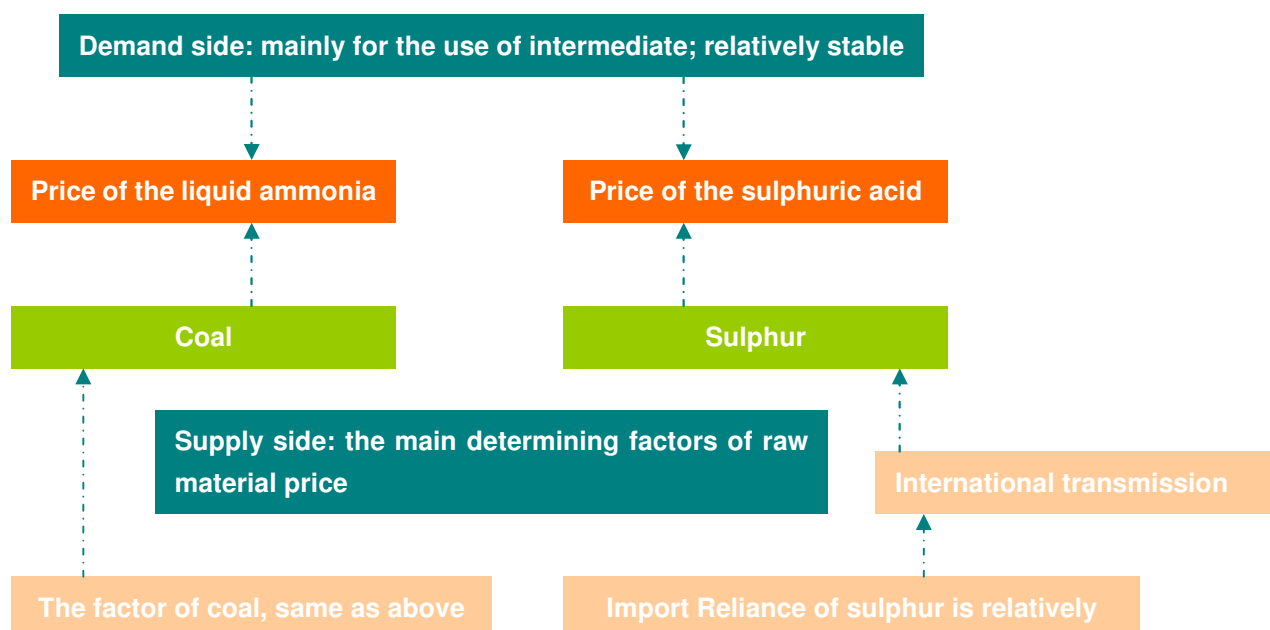 Demand side: mainly for the use of intermediate; relatively stable
Price of the liquid ammonia
Price of the sulphuric acid
Coal
Sulphur
Supply side: the main determining factors of raw
material price
International transmission
The factor of coal, same as above
Import Reliance of sulphur is relatively